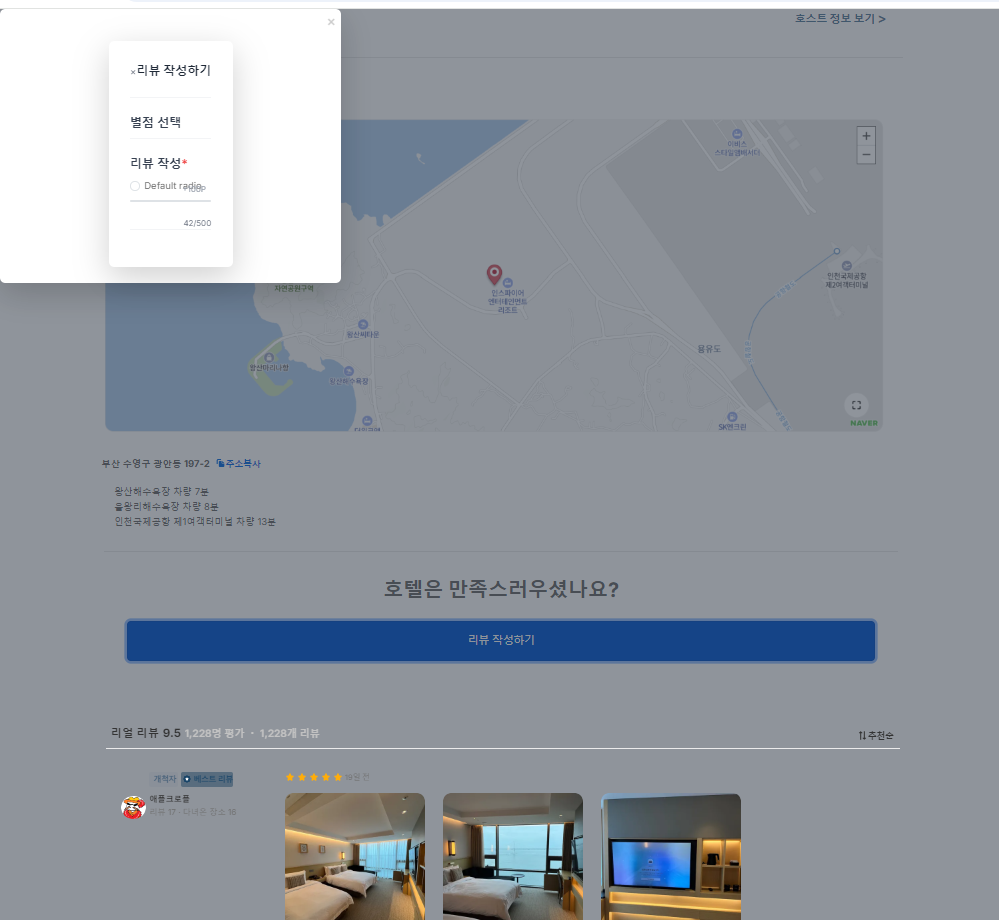 호스트 정보 보기 >
×
×리뷰 작성하기
별점 선택
리뷰 작성*
Default radio
42/500
+
−
이비스
스타일앰배서더
인천국제공항
제2여객터미널
인스파이어
엔터테인먼트
리조트
자연공원구역
왕산씨타운
왕산마리나항
왕산해수욕장
을유도
SK엔크린
NAVER
부산 수영구 광안동 197-2 주소복사
왕산해수욕장 차량 7분
을왕리해수욕장 차량 8분
인천국제공항 제1여객터미널 차량 13분
호텔은 만족스러우셨나요?
리뷰 작성하기
리얼 리뷰 9.5 1,228명 평가 · 1,228개 리뷰
추천순
개척자 베스트 리뷰
애플크로플
리뷰 17 · 다녀온 장소 16